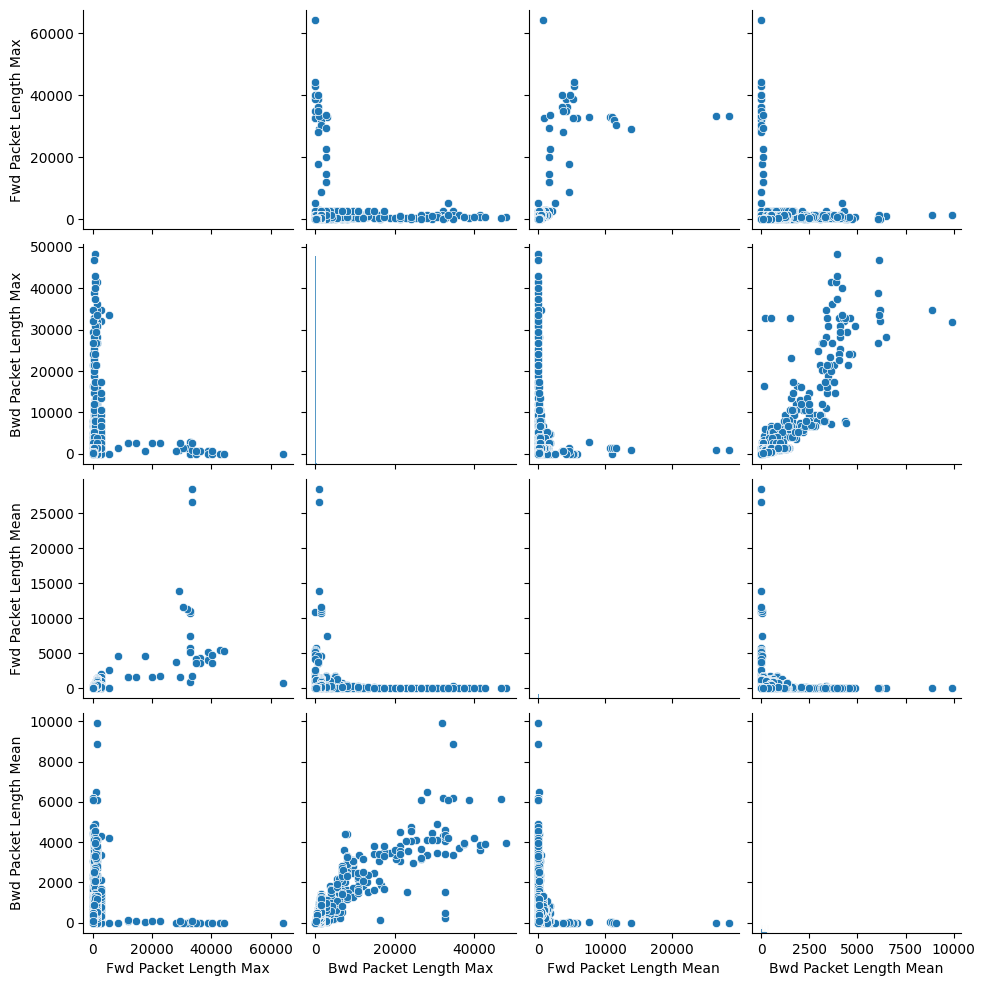 Fwd Packet Length Max
60000
40000
20000
0
Bwd Packet Length Max
50000
40000
30000
20000
10000
0
Fwd Packet Length Mean
25000
20000
15000
10000
5000
0
Bwd Packet Length Mean
10000
8000
6000
4000
2000
0
0 20000 40000 60000
Fwd Packet Length Max
0 20000 40000
Bwd Packet Length Max
0 10000 20000
Fwd Packet Length Mean
0 2500 5000 7500 10000
Bwd Packet Length Mean